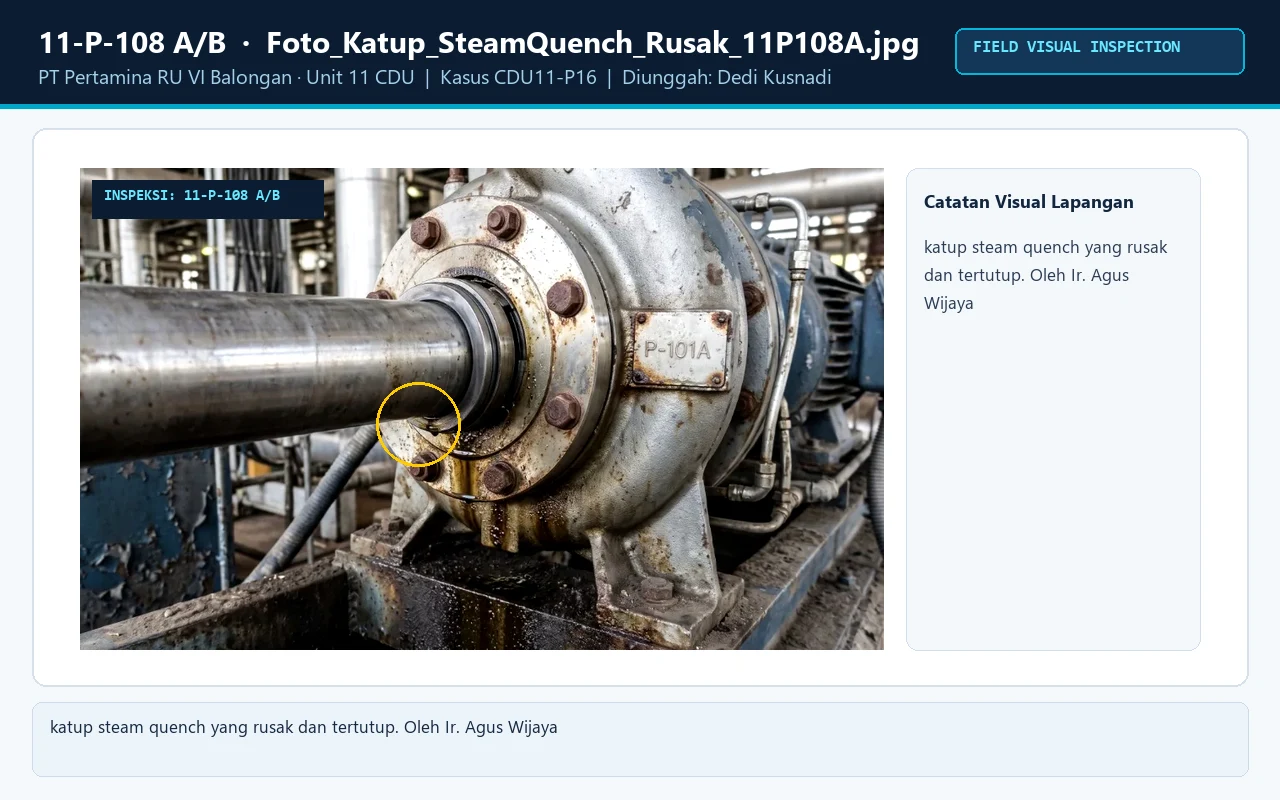 11-P-108 A/B · Foto_Katup_SteamQuench_Rusak_11P108A.jpg
PT Pertamina RU VI Balongan · Unit 11 CDU | Kasus CDU11-P16 | Diunggah: Dedi Kusnadi
FIELD VISUAL INSPECTION
INSPEKSI: 11-P-108 A/B
P-101A
Catatan Visual Lapangan
katup steam quench yang rusak
dan tertutup. Oleh Ir. Agus
Wijaya
katup steam quench yang rusak dan tertutup. Oleh Ir. Agus Wijaya